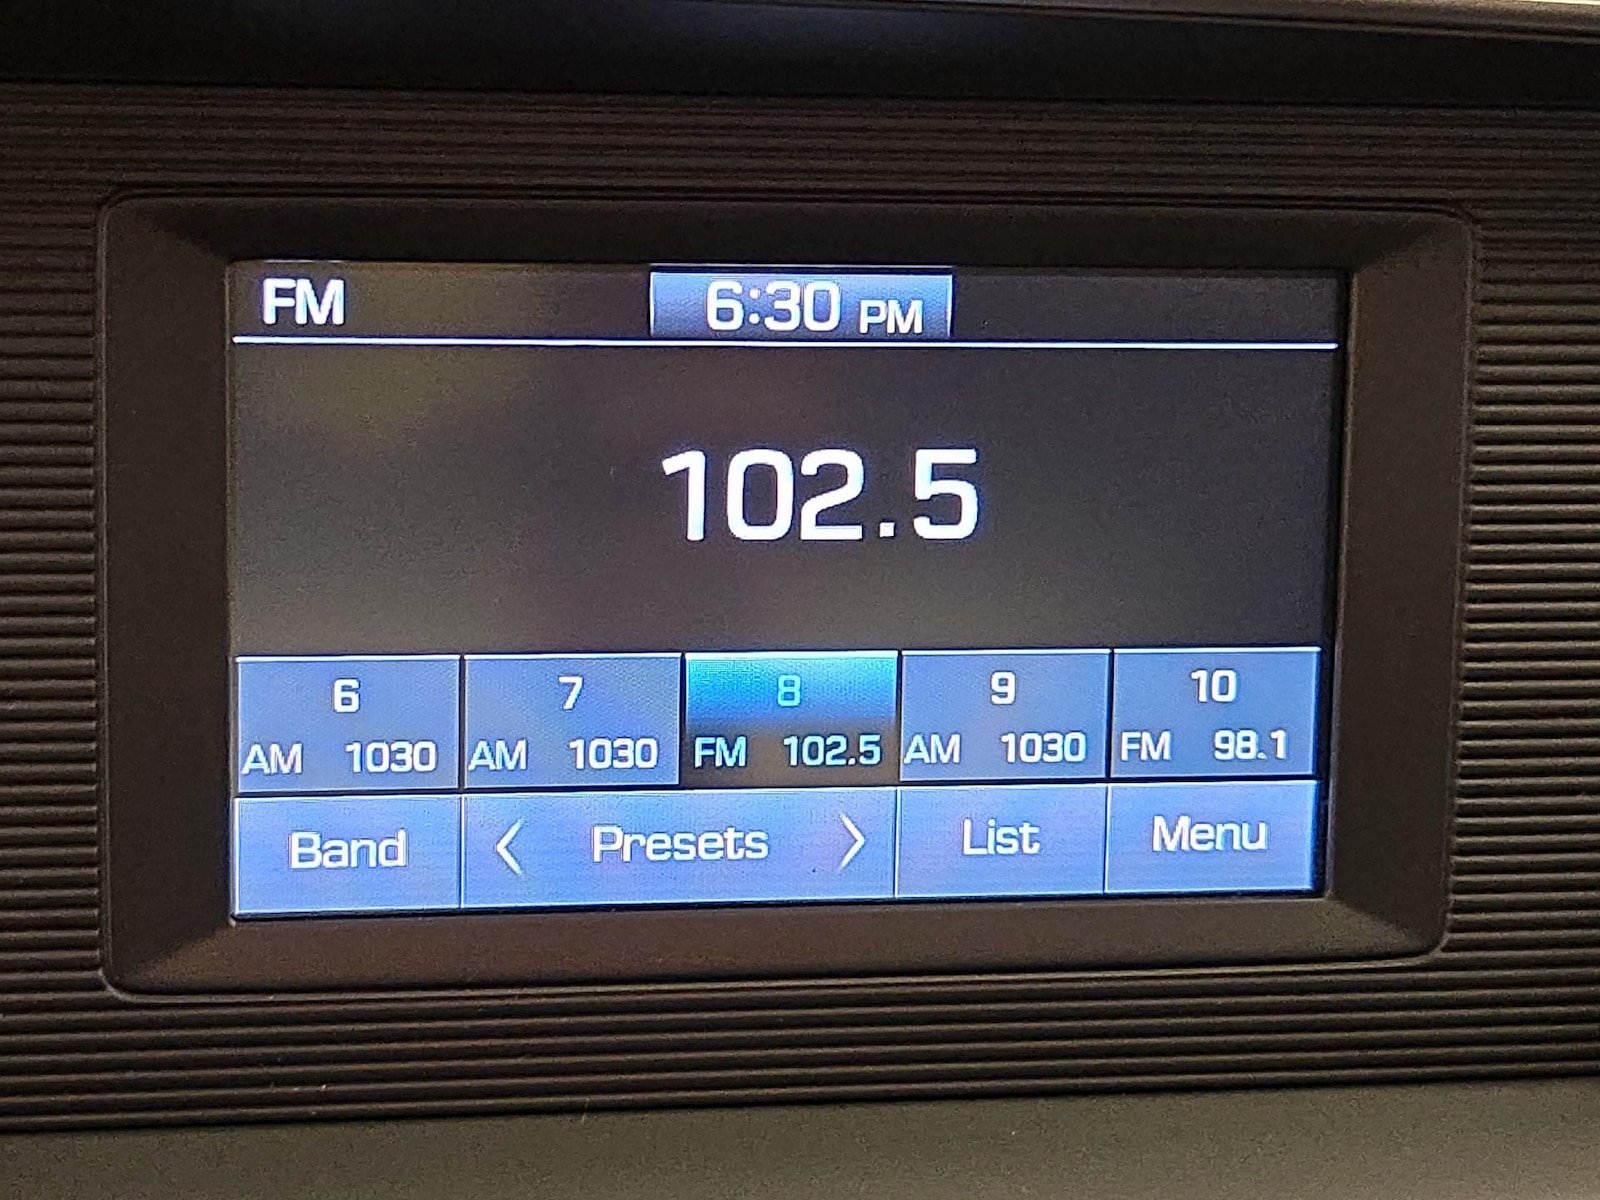 FM 6:30 PM
102.5
6 7 8 9 10
AM 1030 AM 1030 FM 102.5 AM 1030 FM 98.1
Band < Presets > List Menu